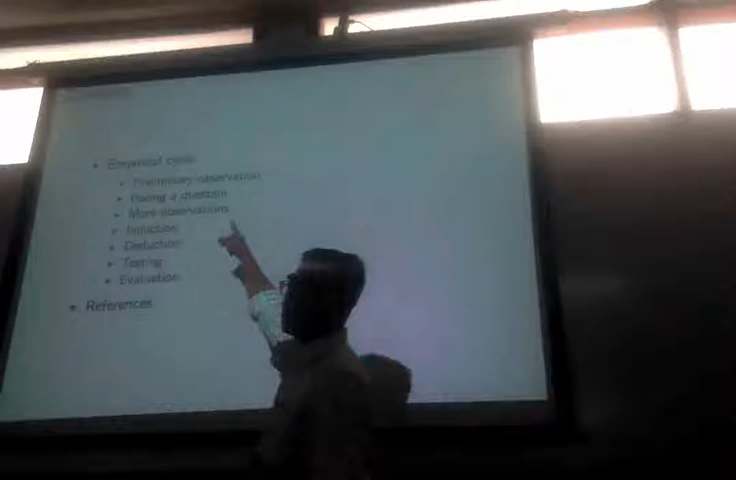 Empirical cycle
Preliminary observation
Posing a question
More observations
Induction
Deduction
Testing
Evaluation
References